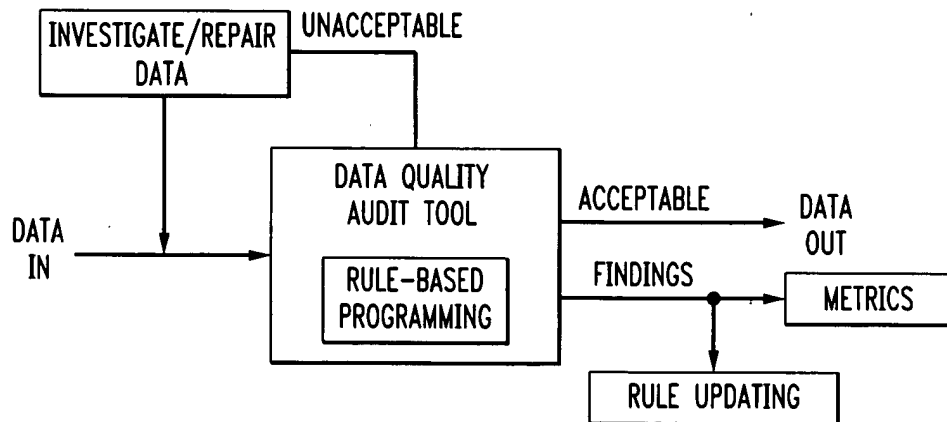 INVESTIGATE/REPAIR
DATA
UNACCEPTABLE
DATA QUALITY
AUDIT TOOL
RULE-BASED
PROGRAMMING
DATA
IN
ACCEPTABLE
DATA
OUT
FINDINGS
METRICS
RULE UPDATING